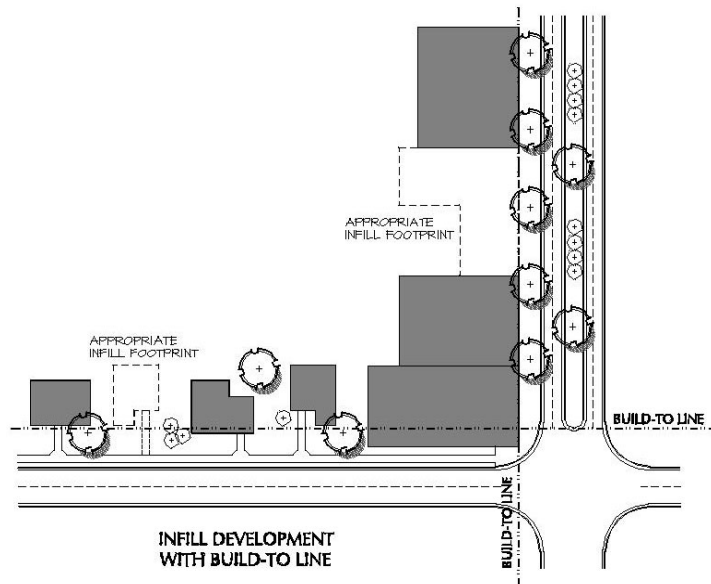 APPROPRIATE
INFILL FOOTPRINT
APPROPRIATE
INFILL FOOTPRINT
BUILD-TO LINE
BUILD-TO LINE
INFILL DEVELOPMENT
WITH BUILD-TO LINE